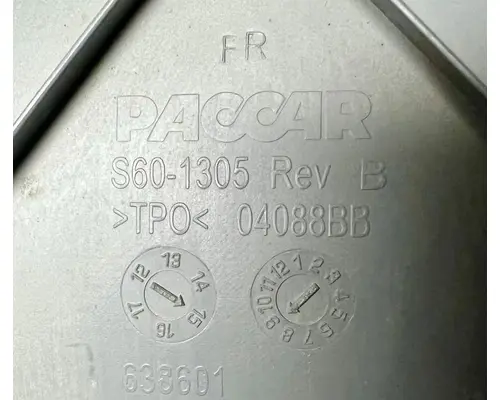 FR
PACCAR
S60-1305 Rev B
>TPO< 04088BB
12 13 14 15 16 17
1 2 3 4 5 6 7 8 9 10 11 12
638601